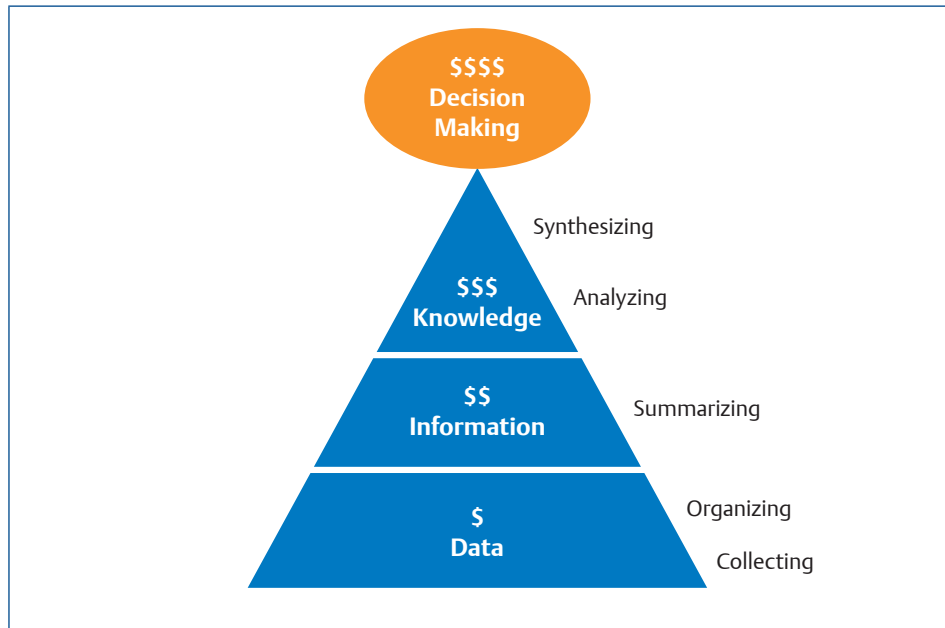 $$$$
Decision
Making
Synthesizing
$$$
Knowledge
Analyzing
$$
Information
Summarizing
$
Data
Organizing
Collecting